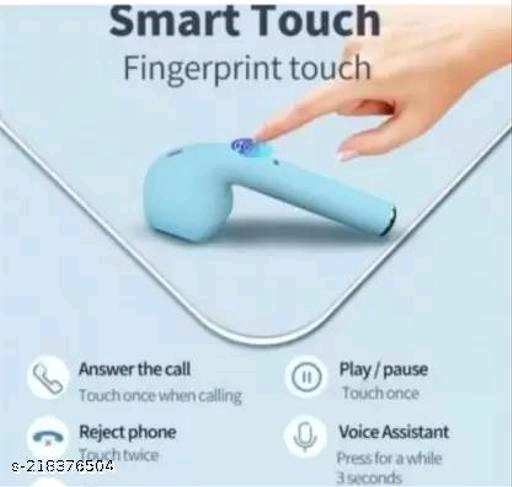 Smart Touch
Fingerprint touch
Answer the call
Touch once when calling
Play / pause
Touch once
Reject phone
Touch twice
Voice Assistant
Press for a while
3 seconds
s-218376504